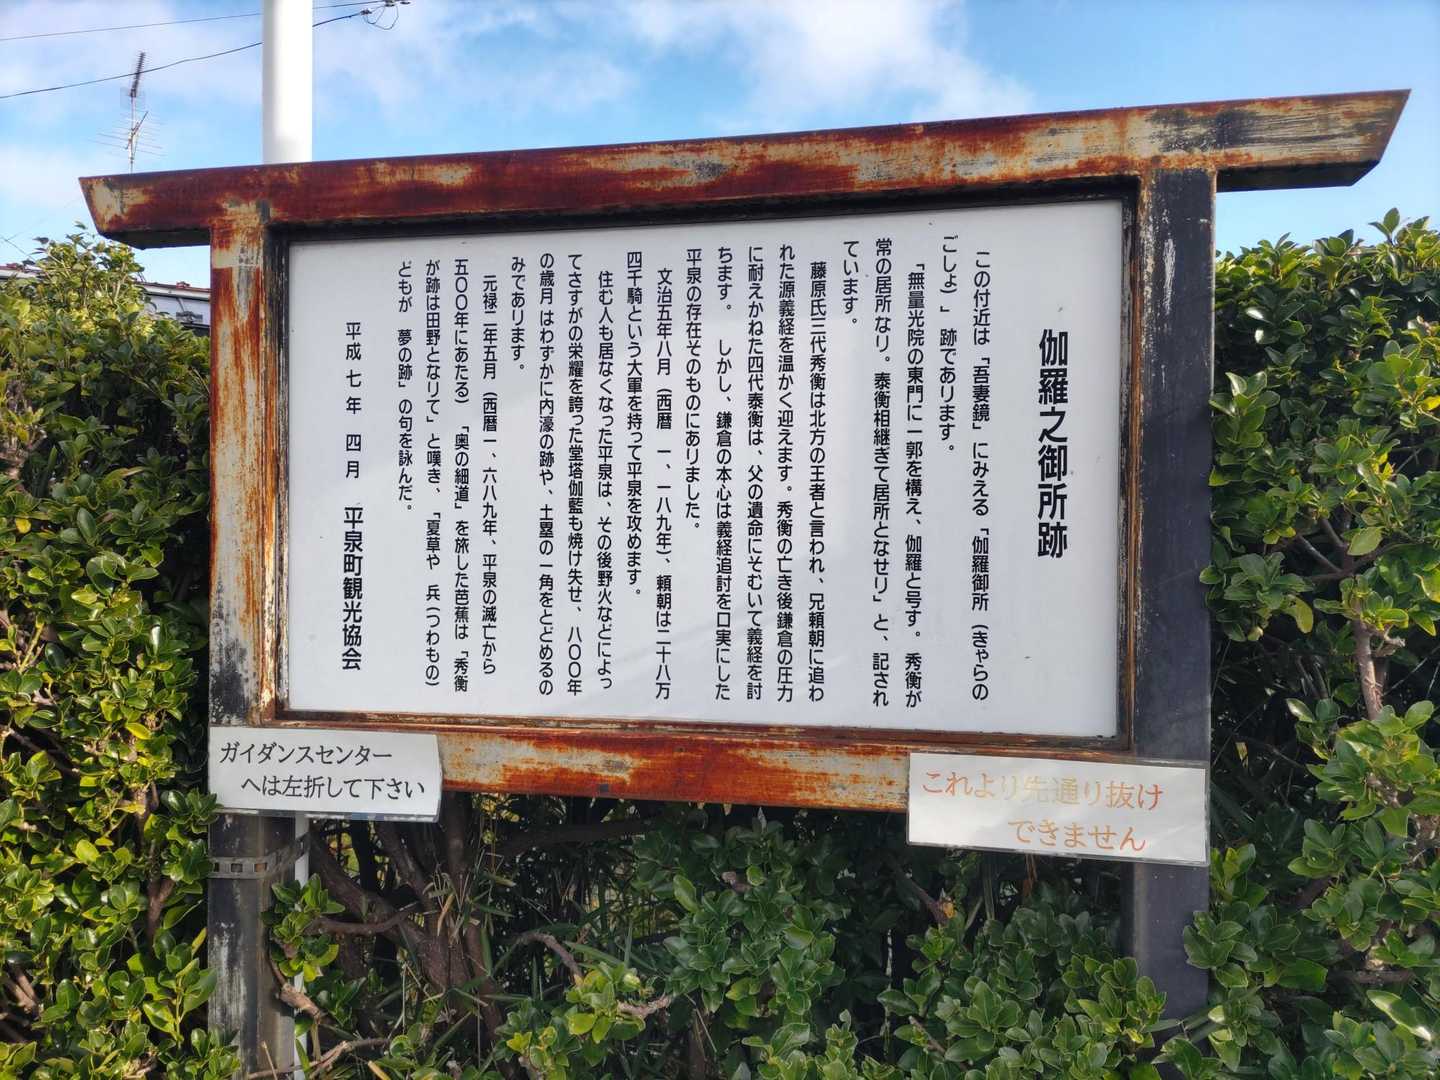 伽羅之御所跡
この付近は「吾妻鏡」にみえる「伽羅御所（きゃらの
ごしょ）」跡であります。
「無量光院の東門に一郭を構え、伽羅と号す。秀衡が
常の居所なり。泰衡相継ぎて居所となせり」と、記され
ています。
藤原氏三代秀衡は北方の王者と言われ、兄頼朝に追わ
れた源義経を温かく迎えます。秀衡の亡き後鎌倉の圧力
に耐えかねた四代泰衡は、父の遺命にそむいて義経を討
ちます。　しかし、鎌倉の本心は義経追討を口実にした
平泉の存在そのものにありました。
文治五年八月（西暦　一、一八九年）、頼朝は二十八万
四千騎という大軍を持って平泉を攻めます。
住む人も居なくなった平泉は、その後野火などによっ
てさすがの栄耀を誇った堂塔伽藍も焼け失せ、八〇〇年
の歳月はわずかに内濠の跡や、土塁の一角をとどめるの
みであります。
元禄二年五月（西暦一、六八九年、平泉の滅亡から
五〇〇年にあたる）「奥の細道」を旅した芭蕉は「秀衡
が跡は田野となりて」と嘆き、「夏草や　兵（つわもの）
どもが　夢の跡」の句を詠んだ。
平成七年　四月　平泉町観光協会
ガイダンスセンター
へは左折して下さい
これより先通り抜け
できません